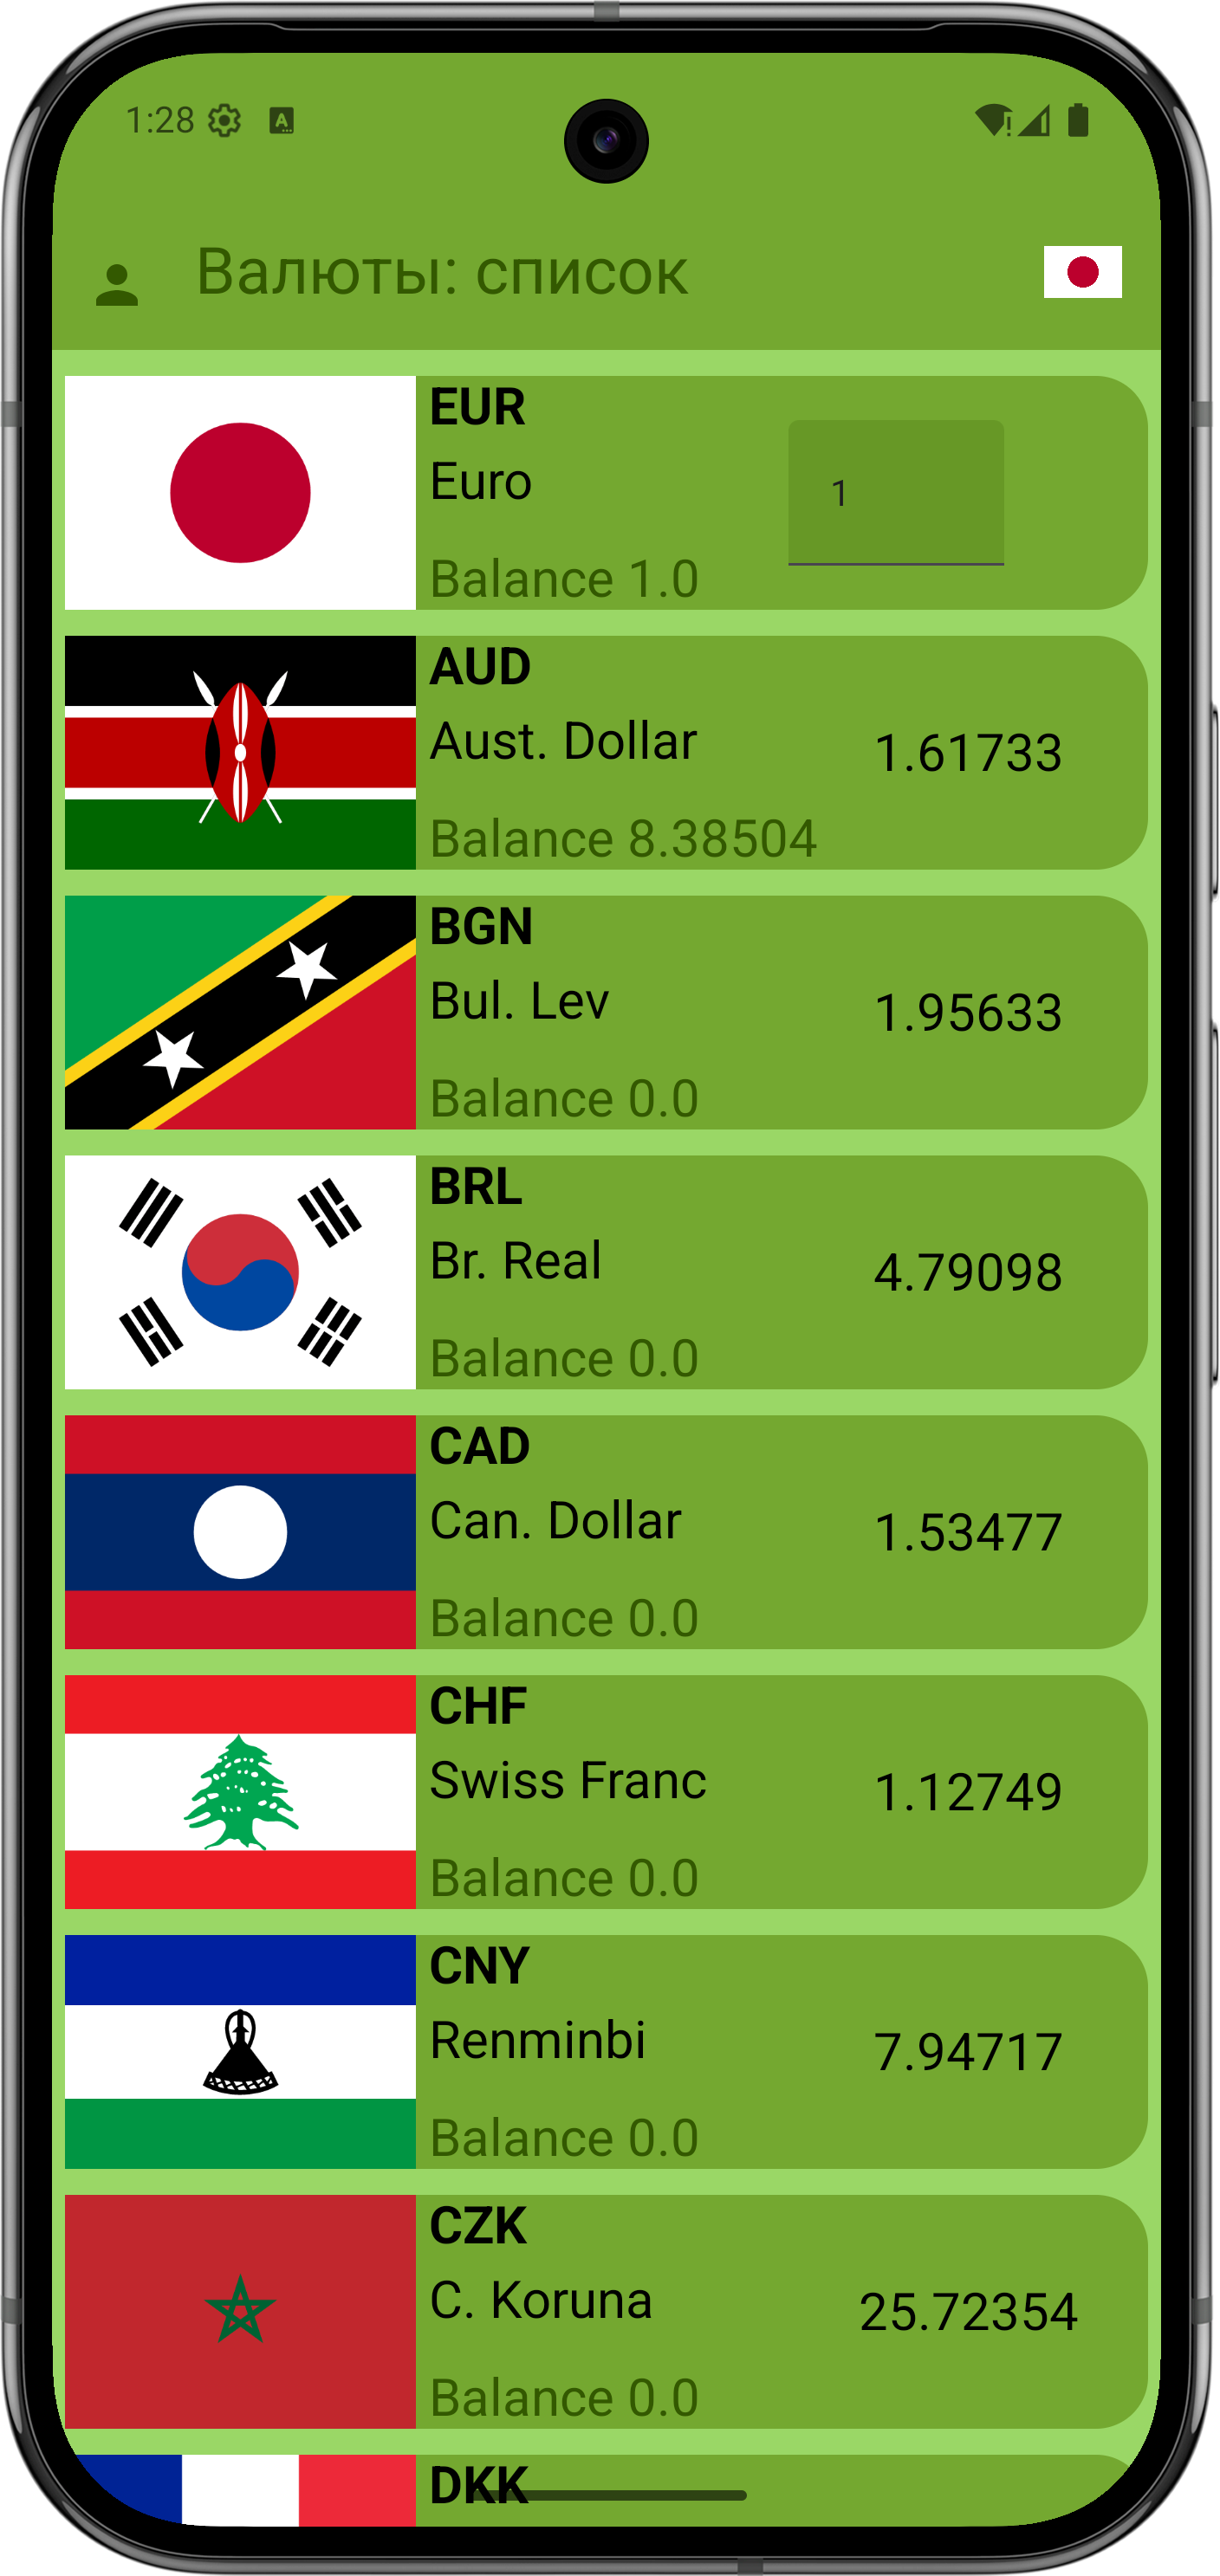 1:28
Валюты: список
EUR
Euro
1
Balance 1.0
AUD
Aust. Dollar
1.61733
Balance 8.38504
BGN
Bul. Lev
1.95633
Balance 0.0
BRL
Br. Real
4.79098
Balance 0.0
CAD
Can. Dollar
1.53477
Balance 0.0
CHF
Swiss Franc
1.12749
Balance 0.0
CNY
Renminbi
7.94717
Balance 0.0
CZK
C. Koruna
25.72354
Balance 0.0
DKK